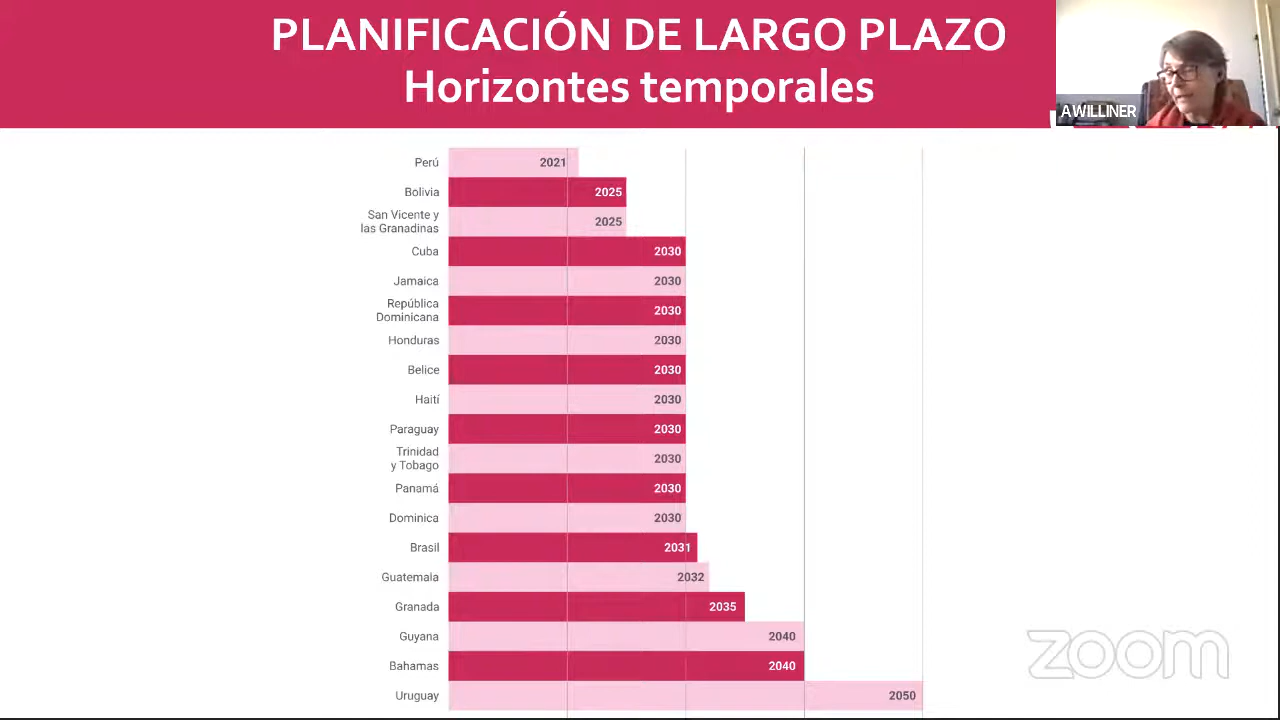 PLANIFICACIÓN DE LARGO PLAZO
Horizontes temporales
AWILLINER
Perú 2021
Bolivia 2025
San Vicente y
las Granadinas 2025
Cuba 2030
Jamaica 2030
República
Dominicana 2030
Honduras 2030
Belice 2030
Haití 2030
Paraguay 2030
Trinidad
y Tobago 2030
Panamá 2030
Dominica 2030
Brasil 2031
Guatemala 2032
Granada 2035
Guyana 2040
Bahamas 2040
Uruguay 2050
zoom